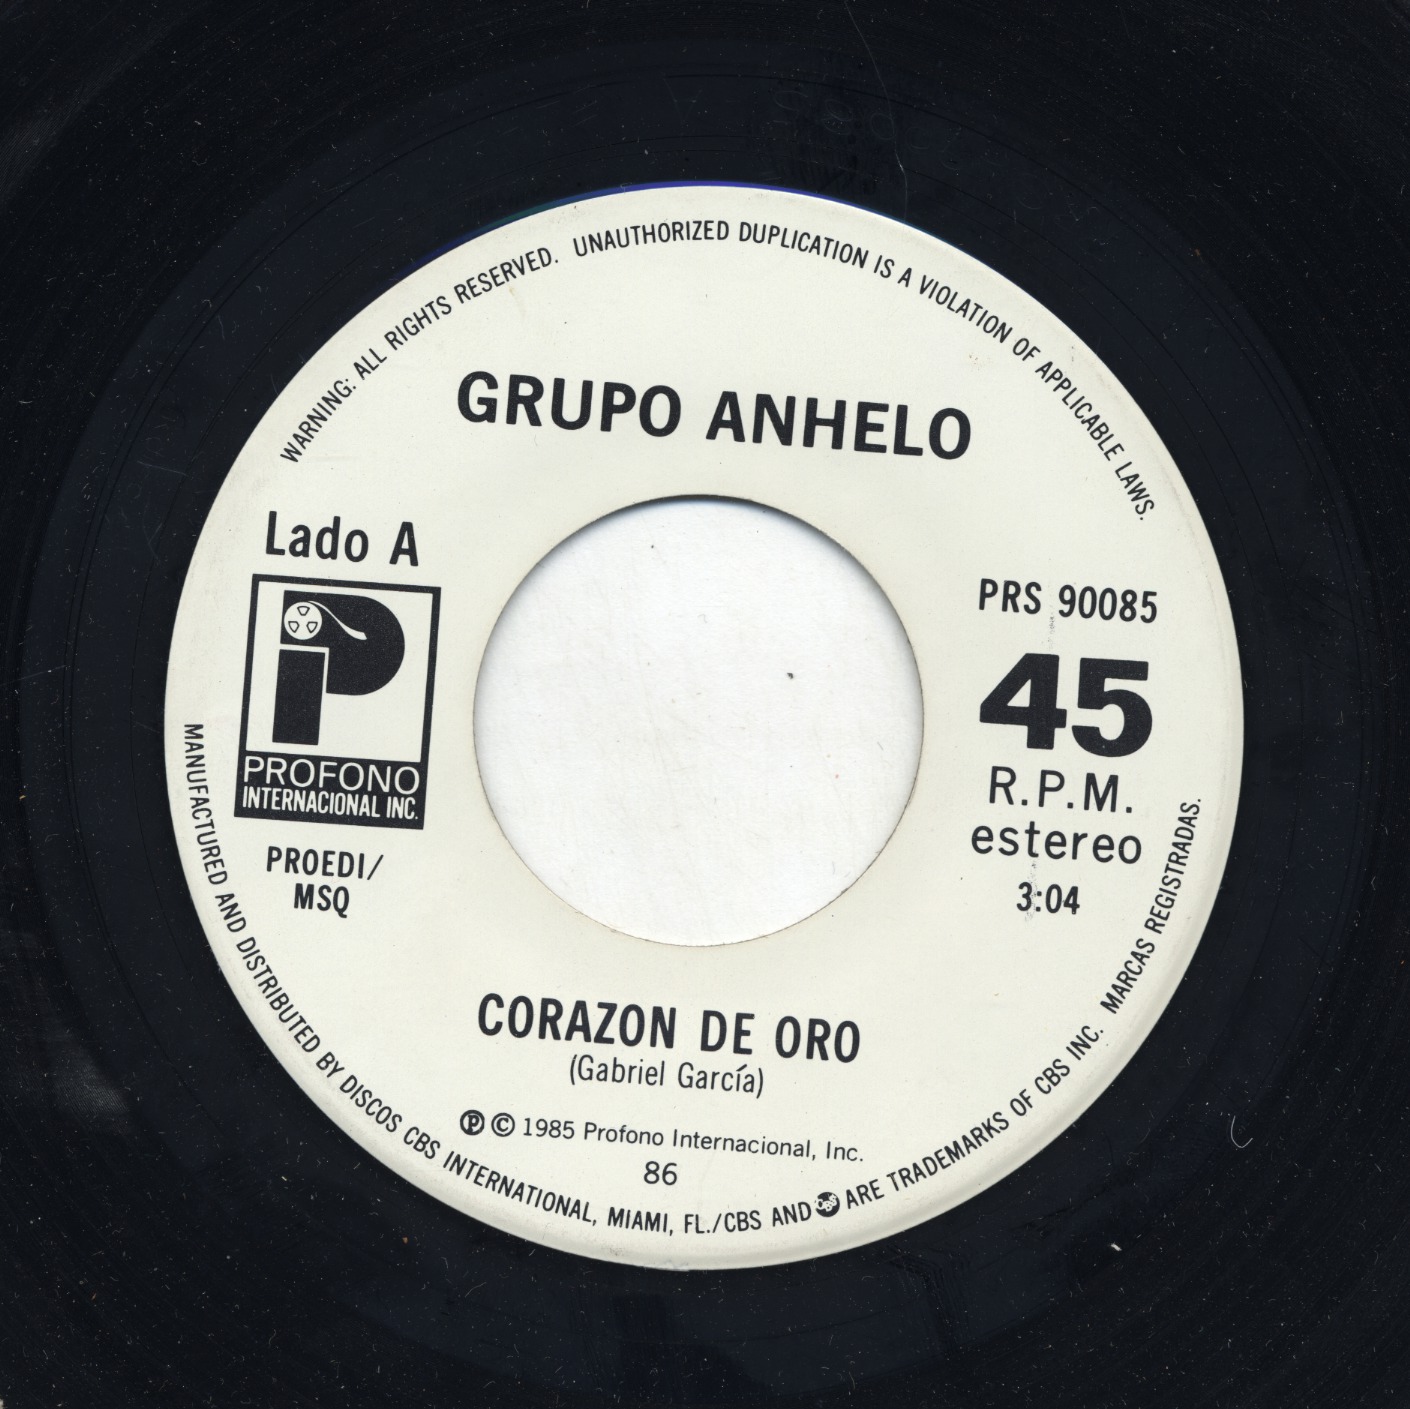 WARNING: ALL RIGHTS RESERVED. UNAUTHORIZED DUPLICATION IS A VIOLATION OF APPLICABLE LAWS.
GRUPO ANHELO
Lado A
PROFONO
INTERNACIONAL INC.
PROEDI/
MSQ
PRS 90085
45
R.P.M.
estereo
3:04
CORAZON DE ORO
(Gabriel García)
Ⓟ © 1985 Profono Internacional, Inc.
86
MANUFACTURED AND DISTRIBUTED BY DISCOS CBS INTERNATIONAL, MIAMI, FL./CBS AND CBS ARE TRADEMARKS OF CBS INC. MARCAS REGISTRADAS.